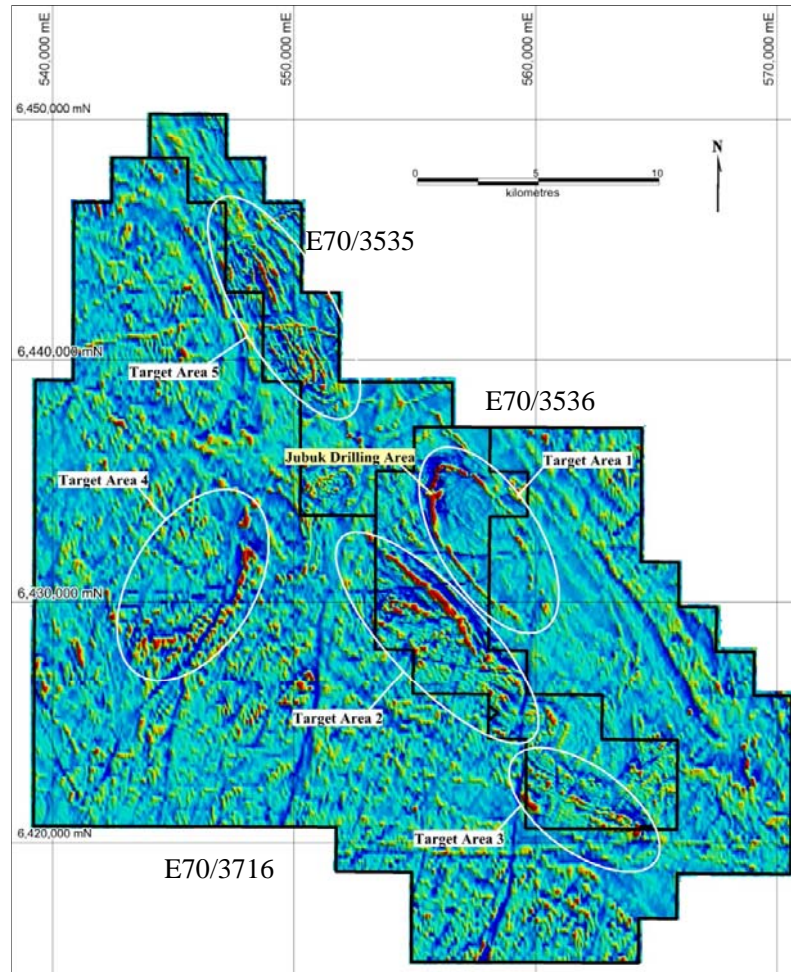 540,000 mE
550,000 mE
560,000 mE
570,000 mE
6,450,000 mN
N
0 5 10
kilometres
E70/3535
6,440,000 mN
Target Area 5
E70/3536
Jubuk Drilling Area
Target Area 1
Target Area 4
6,430,000 mN
Target Area 2
6,420,000 mN
Target Area 3
E70/3716